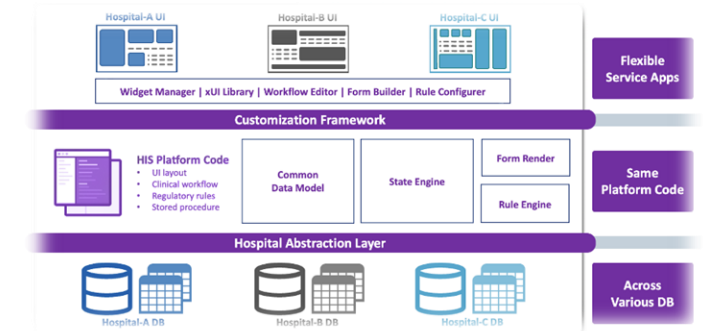 Hospital-A UI
Hospital-B UI
Hospital-C UI
Widget Manager | xUI Library | Workflow Editor | Form Builder | Rule Configurer
Flexible
Service Apps
Customization Framework
HIS Platform Code
• UI layout
• Clinical workflow
• Regulatory rules
• Stored procedure
Common
Data Model
State Engine
Form Render
Rule Engine
Same
Platform Code
Hospital Abstraction Layer
Hospital-A DB
Hospital-B DB
Hospital-C DB
Across
Various DB